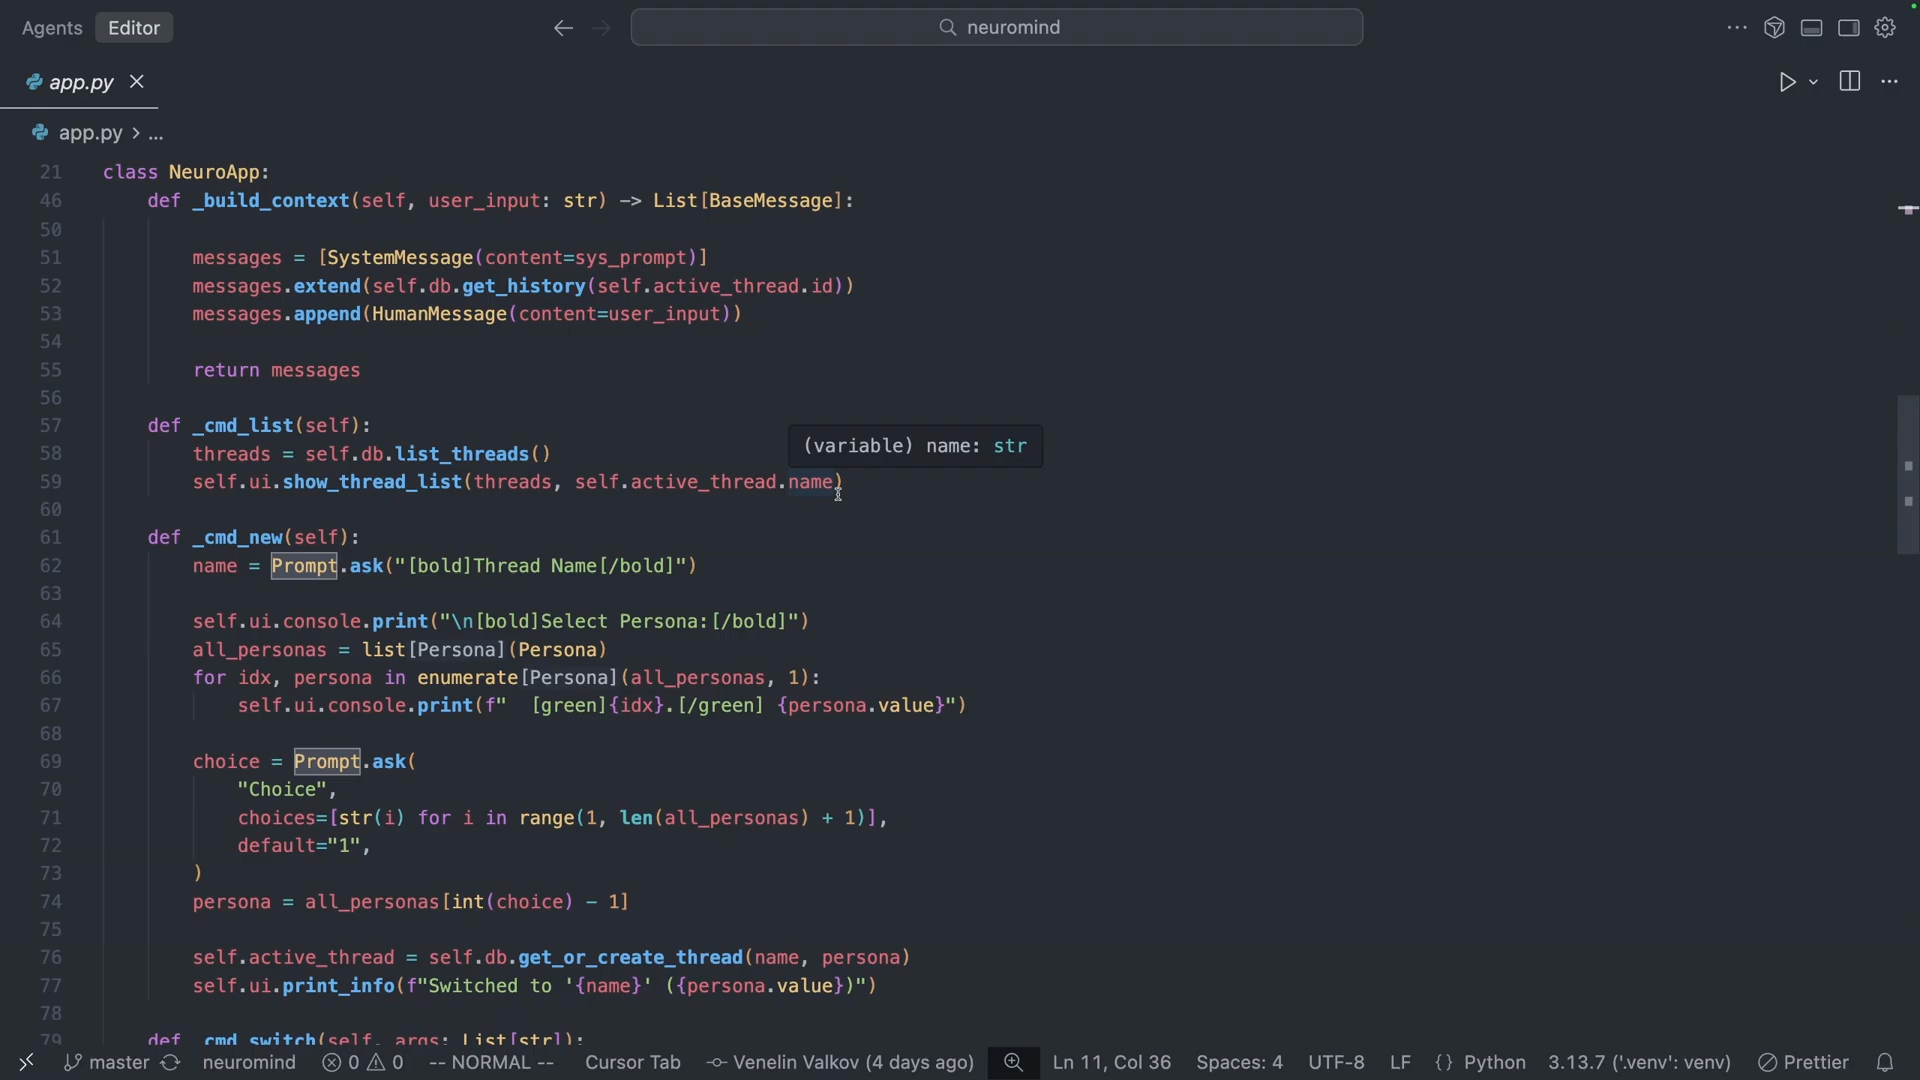 Agents Editor neuromind
app.py
app.py > ...
21 class NeuroApp:
46 def _build_context(self, user_input: str) -> List[BaseMessage]:
50
51 messages = [SystemMessage(content=sys_prompt)]
52 messages.extend(self.db.get_history(self.active_thread.id))
53 messages.append(HumanMessage(content=user_input))
54
55 return messages
56
57 def _cmd_list(self):
(variable) name: str
58 threads = self.db.list_threads()
59 self.ui.show_thread_list(threads, self.active_thread.name)
60
61 def _cmd_new(self):
62 name = Prompt.ask("[bold]Thread Name[/bold]")
63
64 self.ui.console.print("\n[bold]Select Persona:[/bold]")
65 all_personas = list[Persona](Persona)
66 for idx, persona in enumerate[Persona](all_personas, 1):
67 self.ui.console.print(f"  [green]{idx}.[/green] {persona.value}")
68
69 choice = Prompt.ask(
70 "Choice",
71 choices=[str(i) for i in range(1, len(all_personas) + 1)],
72 default="1",
73 )
74 persona = all_personas[int(choice) - 1]
75
76 self.active_thread = self.db.get_or_create_thread(name, persona)
77 self.ui.print_info(f"Switched to '{name}' ({persona.value})")
78
79 def _cmd_switch(self, args: List[str]):
master neuromind 0 0 -- NORMAL -- Cursor Tab Venelin Valkov (4 days ago) Ln 11, Col 36 Spaces: 4 UTF-8 LF {} Python 3.13.7 ('.venv': venv) Prettier